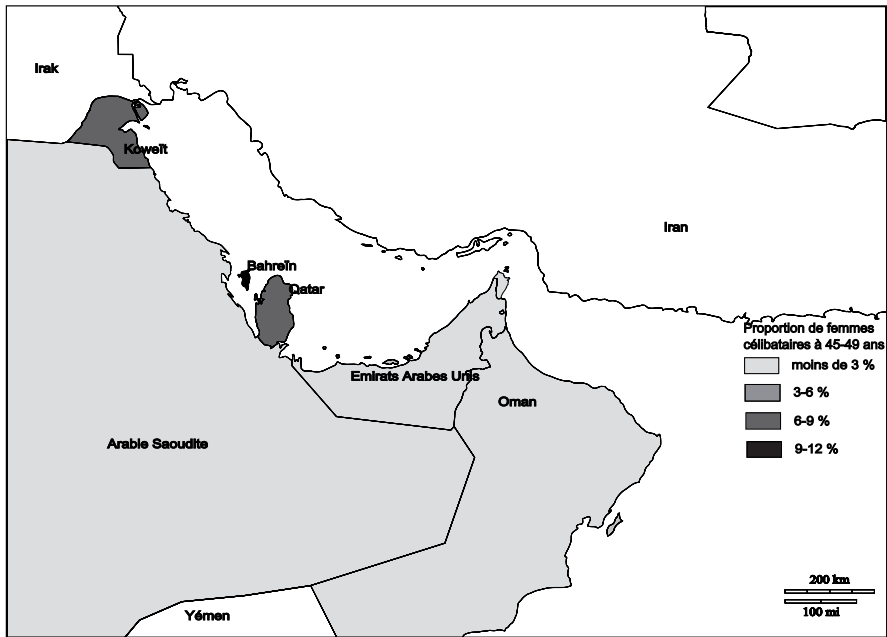 Irak
Koweït
Iran
Bahreïn
Qatar
Proportion de femmes
célibataires à 45-49 ans
moins de 3 %
3-6 %
6-9 %
9-12 %
Emirats Arabes Unis
Oman
Arabie Saoudite
200 km
100 mi
Yémen